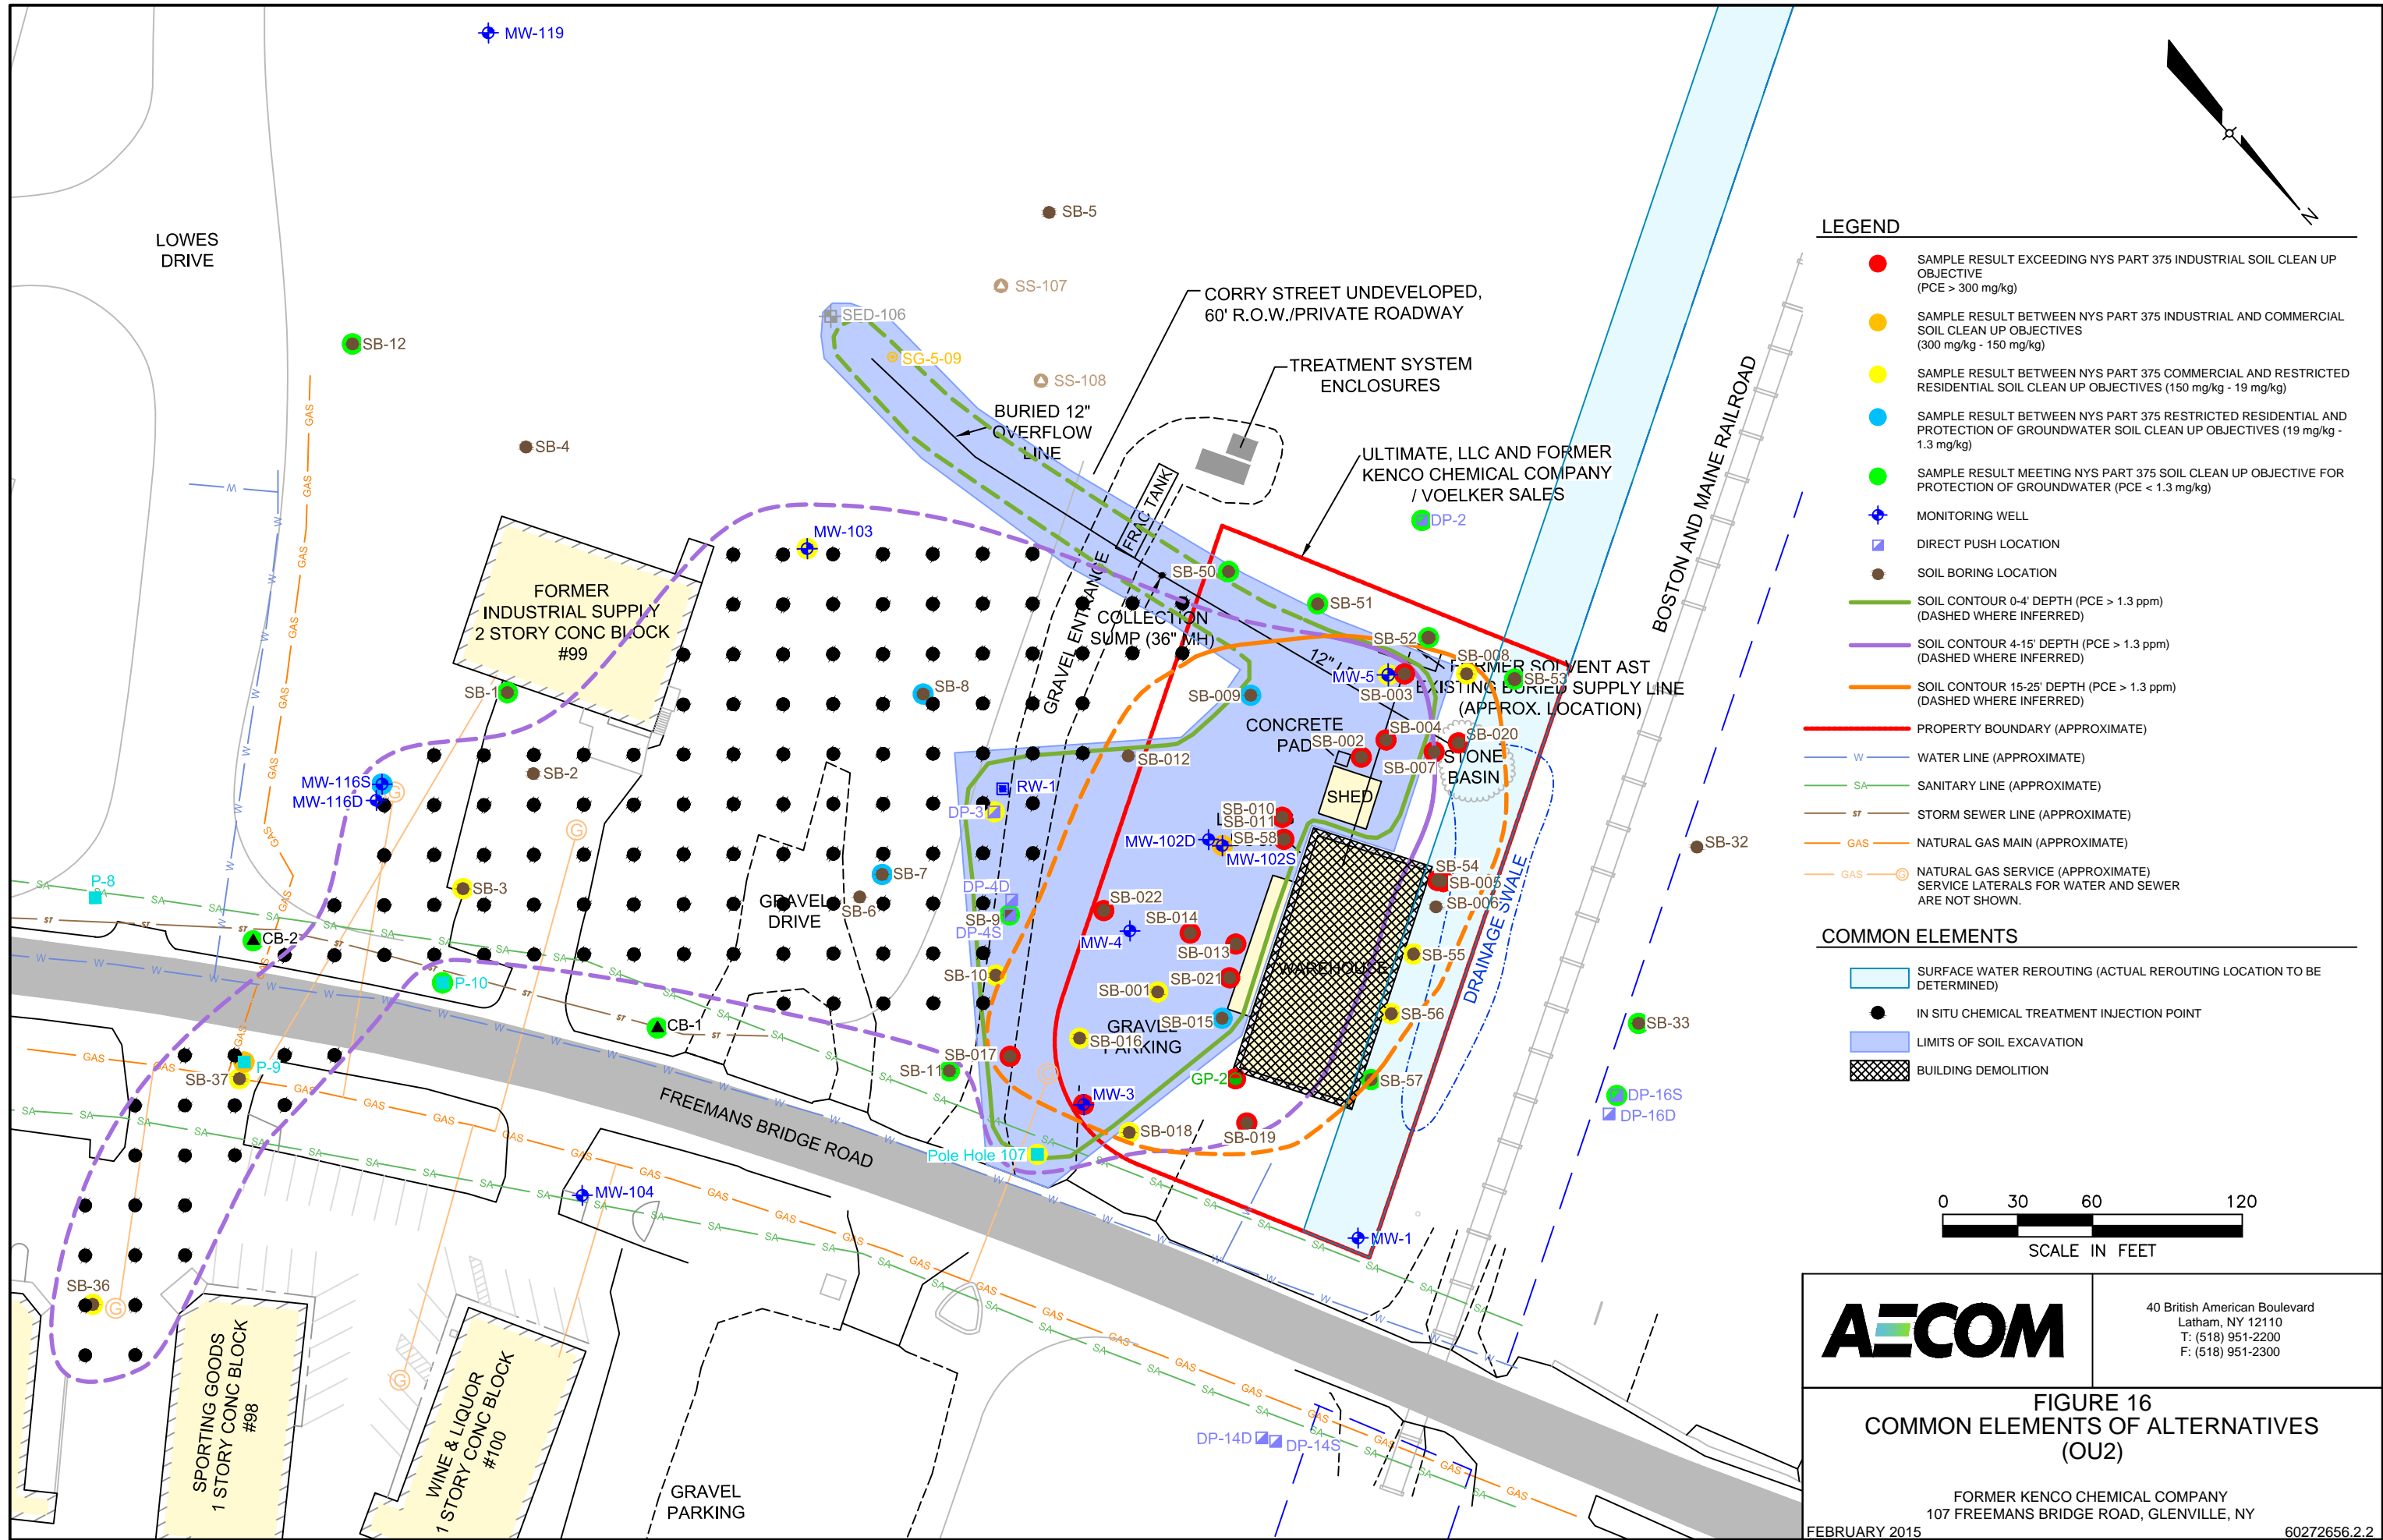 MW-119
LOWES
DRIVE
SB-5
SS-107
SED-106
SG-5-09
SS-108
SB-12
SB-4
CORRY STREET UNDEVELOPED,
60' R.O.W./PRIVATE ROADWAY
TREATMENT SYSTEM
ENCLOSURES
BURIED 12"
OVERFLOW
LINE
FRAC TANK
ULTIMATE, LLC AND FORMER
KENCO CHEMICAL COMPANY
/ VOELKER SALES
DP-2
BOSTON AND MAINE RAILROAD
MW-103
FORMER
INDUSTRIAL SUPPLY
2 STORY CONC BLOCK
#99
GRAVEL ENTRANCE
COLLECTION
SUMP (36" MH)
SB-50
SB-51
SB-52
SB-008
SB-53
12"
FORMER SOLVENT AST
EXISTING BURIED SUPPLY LINE
(APPROX. LOCATION)
MW-5
SB-003
SB-009
SB-1
SB-8
CONCRETE
PAD
SB-002
SB-004
SB-020
SB-007
STONE
BASIN
SB-012
SB-2
MW-116S
MW-116D
RW-1
DP-3
SHED
SB-010
SB-011
SB-58
MW-102D
MW-102S
SB-32
SB-3
SB-7
SB-6
GRAVEL
DRIVE
DP-4D
SB-9
DP-4S
SB-022
SB-014
MW-4
SB-013
SB-54
SB-005
SB-006
P-8
CB-2
P-10
CB-1
SB-10
SB-001
SB-021
WAREHOUSE
SB-55
DRAINAGE SWALE
SB-015
SB-56
SB-33
GRAVEL
PARKING
SB-016
SB-017
SB-11
GP-2
SB-57
DP-16S
DP-16D
P-9
SB-37
MW-3
SB-018
SB-019
Pole Hole 107
FREEMANS BRIDGE ROAD
MW-104
MW-1
SB-36
SPORTING GOODS
1 STORY CONC BLOCK
#98
WINE & LIQUOR
1 STORY CONC BLOCK
#100
GRAVEL
PARKING
DP-14D
DP-14S
N
LEGEND
SAMPLE RESULT EXCEEDING NYS PART 375 INDUSTRIAL SOIL CLEAN UP
OBJECTIVE
(PCE > 300 mg/kg)
SAMPLE RESULT BETWEEN NYS PART 375 INDUSTRIAL AND COMMERCIAL
SOIL CLEAN UP OBJECTIVES
(300 mg/kg - 150 mg/kg)
SAMPLE RESULT BETWEEN NYS PART 375 COMMERCIAL AND RESTRICTED
RESIDENTIAL SOIL CLEAN UP OBJECTIVES (150 mg/kg - 19 mg/kg)
SAMPLE RESULT BETWEEN NYS PART 375 RESTRICTED RESIDENTIAL AND
PROTECTION OF GROUNDWATER SOIL CLEAN UP OBJECTIVES (19 mg/kg -
1.3 mg/kg)
SAMPLE RESULT MEETING NYS PART 375 SOIL CLEAN UP OBJECTIVE FOR
PROTECTION OF GROUNDWATER (PCE < 1.3 mg/kg)
MONITORING WELL
DIRECT PUSH LOCATION
SOIL BORING LOCATION
SOIL CONTOUR 0-4' DEPTH (PCE > 1.3 ppm)
(DASHED WHERE INFERRED)
SOIL CONTOUR 4-15' DEPTH (PCE > 1.3 ppm)
(DASHED WHERE INFERRED)
SOIL CONTOUR 15-25' DEPTH (PCE > 1.3 ppm)
(DASHED WHERE INFERRED)
PROPERTY BOUNDARY (APPROXIMATE)
W WATER LINE (APPROXIMATE)
SA SANITARY LINE (APPROXIMATE)
ST STORM SEWER LINE (APPROXIMATE)
GAS NATURAL GAS MAIN (APPROXIMATE)
GAS G NATURAL GAS SERVICE (APPROXIMATE)
SERVICE LATERALS FOR WATER AND SEWER
ARE NOT SHOWN.
COMMON ELEMENTS
SURFACE WATER REROUTING (ACTUAL REROUTING LOCATION TO BE
DETERMINED)
IN SITU CHEMICAL TREATMENT INJECTION POINT
LIMITS OF SOIL EXCAVATION
BUILDING DEMOLITION
0 30 60 120
SCALE IN FEET
AECOM
40 British American Boulevard
Latham, NY 12110
T: (518) 951-2200
F: (518) 951-2300
FIGURE 16
COMMON ELEMENTS OF ALTERNATIVES
(OU2)
FORMER KENCO CHEMICAL COMPANY
107 FREEMANS BRIDGE ROAD, GLENVILLE, NY
FEBRUARY 2015
60272656.2.2